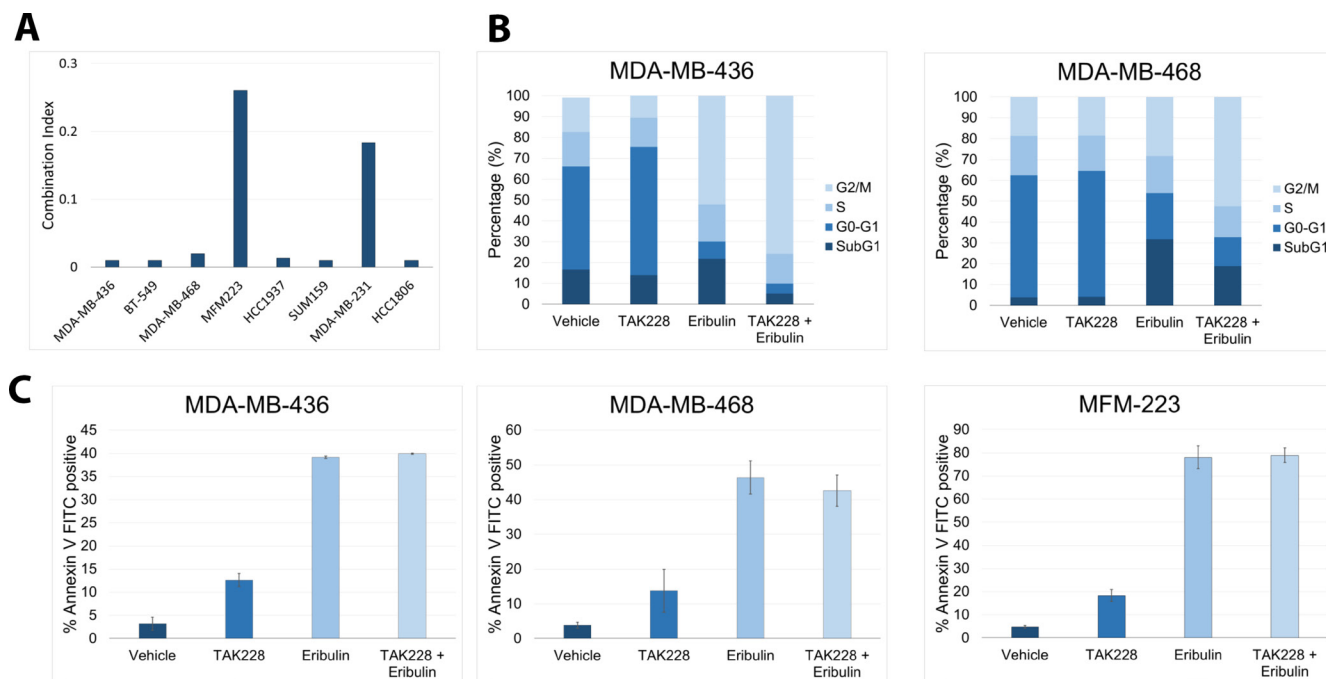 A
Combination Index
0.3
0.2
0.1
0
MDA-MB-436
BT-549
MDA-MB-468
MFM223
HCC1937
SUM159
MDA-MB-231
HCC1806
B
MDA-MB-436
Percentage (%)
100
90
80
70
60
50
40
30
20
10
0
Vehicle
TAK228
Eribulin
TAK228 +
Eribulin
G2/M
S
G0-G1
SubG1
MDA-MB-468
Percentage (%)
100
90
80
70
60
50
40
30
20
10
0
Vehicle
TAK228
Eribulin
TAK228 +
Eribulin
G2/M
S
G0-G1
SubG1
C
MDA-MB-436
% Annexin V FITC positive
45
40
35
30
25
20
15
10
5
0
Vehicle
TAK228
Eribulin
TAK228 +
Eribulin
MDA-MB-468
% Annexin V FITC positive
60
50
40
30
20
10
0
Vehicle
TAK228
Eribulin
TAK228 +
Eribulin
MFM-223
% Annexin V FITC positive
90
80
70
60
50
40
30
20
10
0
Vehicle
TAK228
Eribulin
TAK228 +
Eribulin